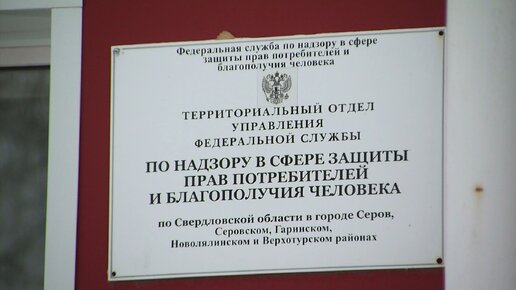 Федеральная служба по надзору в сфере
защиты прав потребителей и
благополучия человека
ТЕРРИТОРИАЛЬНЫЙ ОТДЕЛ
УПРАВЛЕНИЯ
ФЕДЕРАЛЬНОЙ СЛУЖБЫ
ПО НАДЗОРУ В СФЕРЕ ЗАЩИТЫ
ПРАВ ПОТРЕБИТЕЛЕЙ
И БЛАГОПОЛУЧИЯ ЧЕЛОВЕКА
по Свердловской области в городе Серов,
Серовском, Гаринском,
Новолялинском и Верхотурском районах